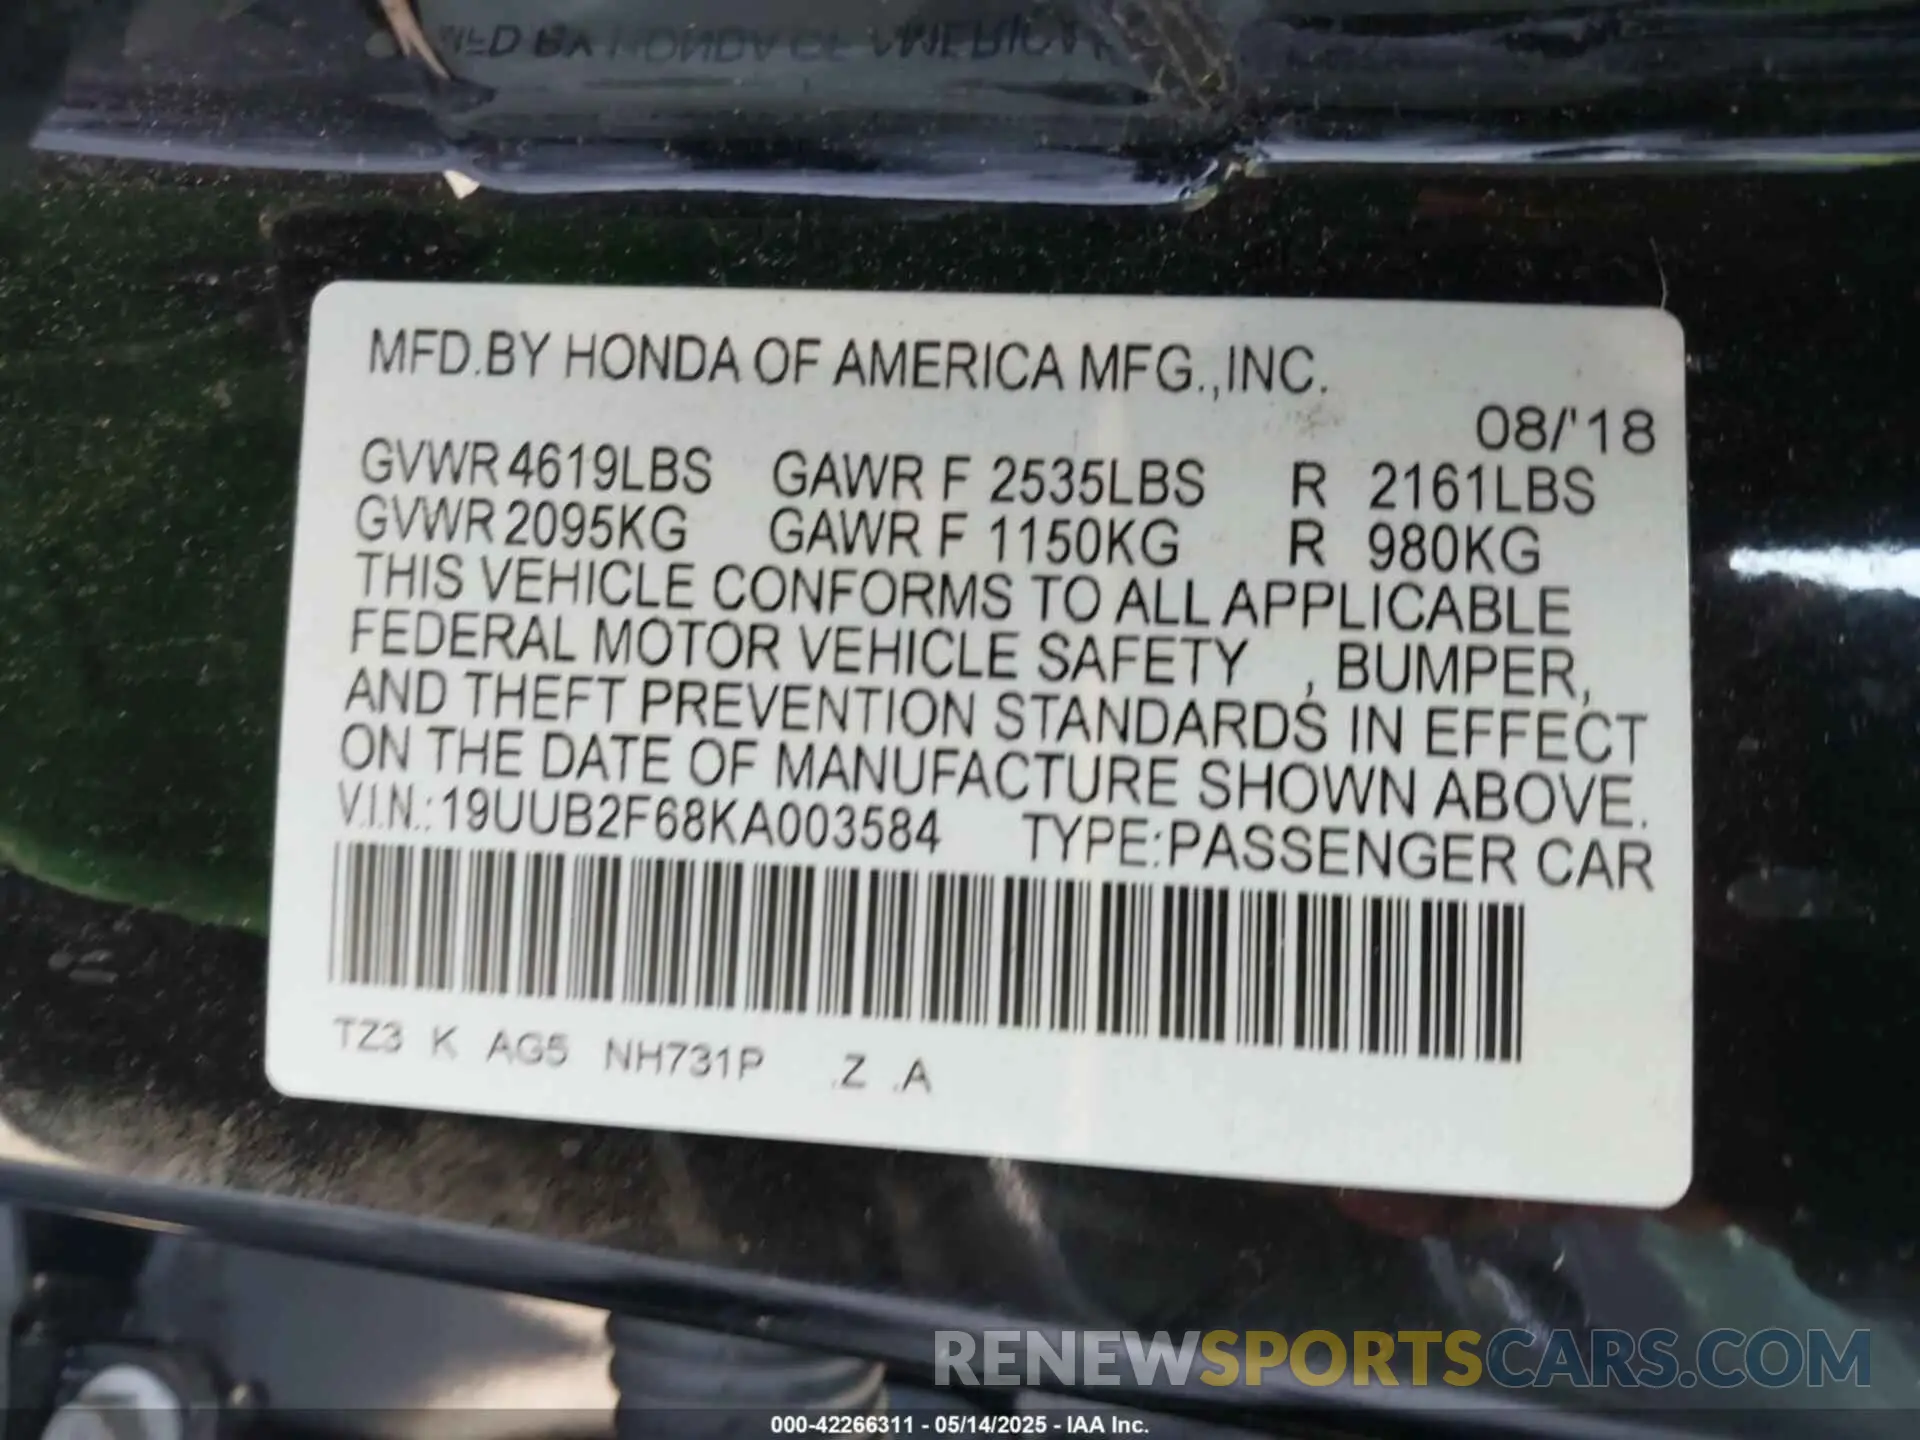 MFD.BY HONDA OF AMERICA MFG.,INC.
08/'18
GVWR 4619LBS GAWR F 2535LBS R 2161LBS
GVWR 2095KG GAWR F 1150KG R 980KG
THIS VEHICLE CONFORMS TO ALL APPLICABLE
FEDERAL MOTOR VEHICLE SAFETY , BUMPER,
AND THEFT PREVENTION STANDARDS IN EFFECT
ON THE DATE OF MANUFACTURE SHOWN ABOVE.
V.I.N.: 19UUB2F68KA003584 TYPE:PASSENGER CAR
TZ3 K AG5 NH731P .Z .A
RENEWSPORTSCARS.COM
000-42266311 - 05/14/2025 - IAA Inc.